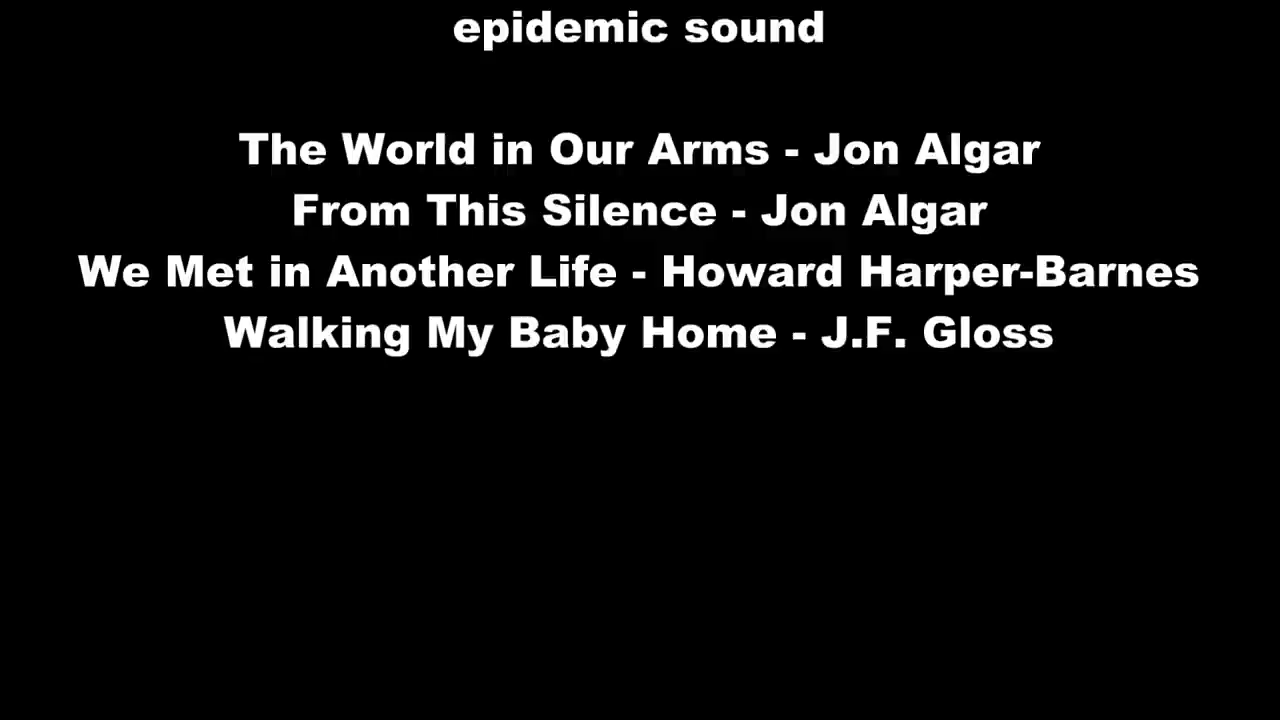 epidemic sound
The World in Our Arms - Jon Algar
From This Silence - Jon Algar
We Met in Another Life - Howard Harper-Barnes
Walking My Baby Home - J.F. Gloss